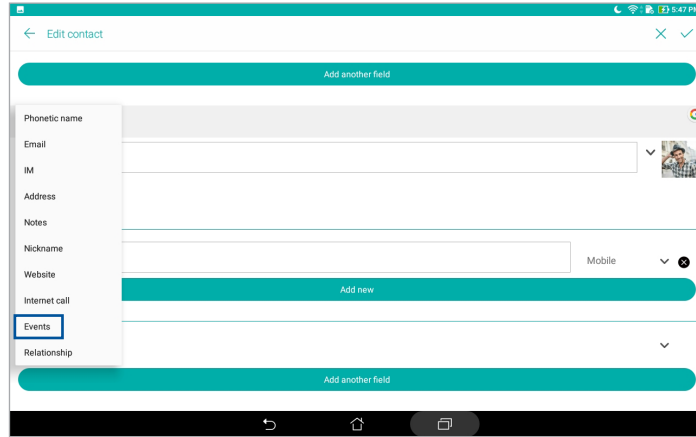 5:47 PM
Edit contact
Add another field
Phonetic name
Email
IM
Address
Notes
Nickname
Mobile
Website
Add new
Internet call
Events
Relationship
Add another field